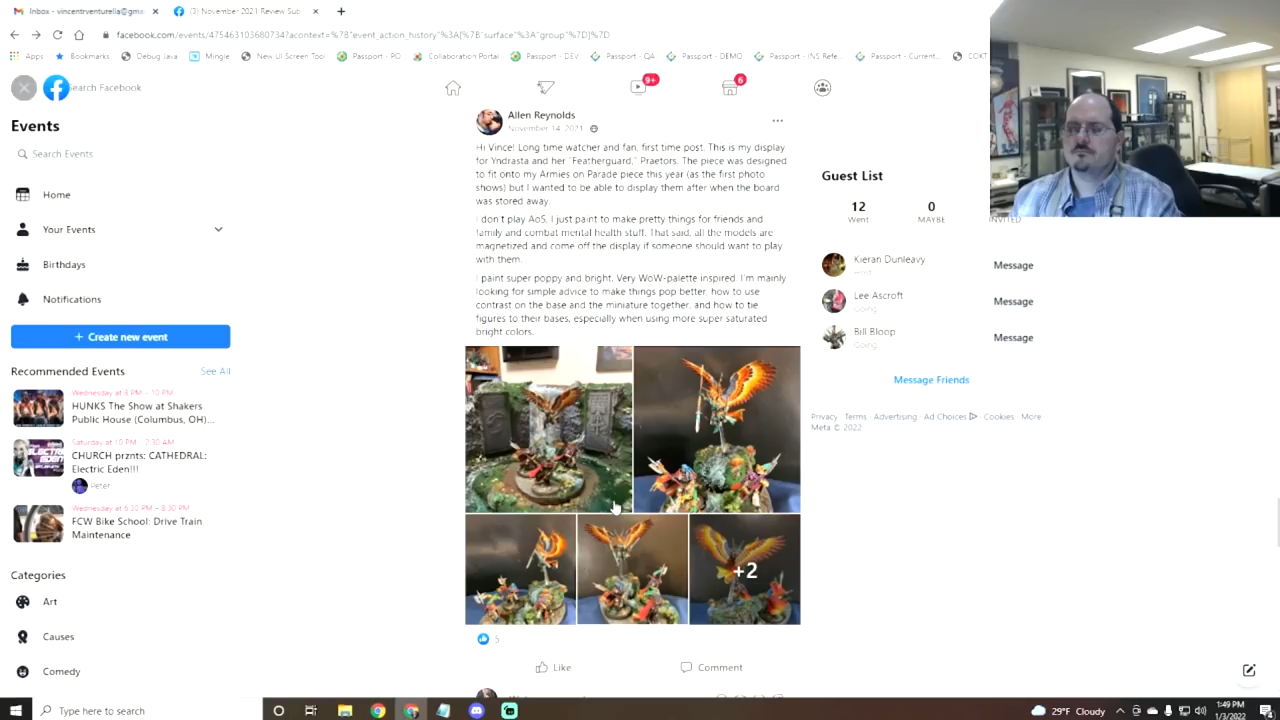 Inbox - vincentrventurella@gma
(3) November 2021 Review Sub
facebook.com/events/475463103680734?acontext=%7B"event_action_history"%3A[%7B"surface"%3A"group"%7D]%7D
Apps
Bookmarks
Debug Java
Mingle
New UI Screen Tool
Passport - PO
Collaboration Portal
Passport - DEV
Passport - QA
Passport - DEMO
Passport - INS Refe...
Passport - Current...
Search Facebook
9+
6
Events
Search Events
Home
Your Events
Birthdays
Notifications
+ Create new event
Recommended Events
See All
Wednesday at 8 PM - 10 PM
HUNKS The Show at Shakers
Public House (Columbus, OH)...
Saturday at 10 PM - 2:30 AM
CHURCH prznts: CATHEDRAL:
Electric Eden!!!
Peter
Wednesday at 6:30 PM - 8:30 PM
FCW Bike School: Drive Train
Maintenance
Categories
Art
Causes
Comedy
Allen Reynolds
November 14, 2021
Hi Vince! Long time watcher and fan, first time post. This is my display
for Yndrasta and her "Featherguard," Praetors. The piece was designed
to fit onto my Armies on Parade piece this year (as the first photo
shows) but I wanted to be able to display them after when the board
was stored away.
I don't play AoS, I just paint to make pretty things for friends and
family and combat mental health stuff. That said, all the models are
magnetized and come off the display if someone should want to play
with them.
I paint super poppy and bright. Very WoW-palette inspired. I'm mainly
looking for simple advice to make things pop better, how to use
contrast on the base and the miniature together, and how to tie
figures to their bases, especially when using more super saturated
bright colors.
+2
5
Like
Comment
Guest List
12
0
Went
MAYBE
INVITED
Kieran Dunleavy
Host
Message
Lee Ascroft
Going
Message
Bill Bloop
Going
Message
Message Friends
Privacy · Terms · Advertising · Ad Choices · Cookies · More
Meta © 2022
Type here to search
29°F Cloudy
1:49 PM
1/3/2022